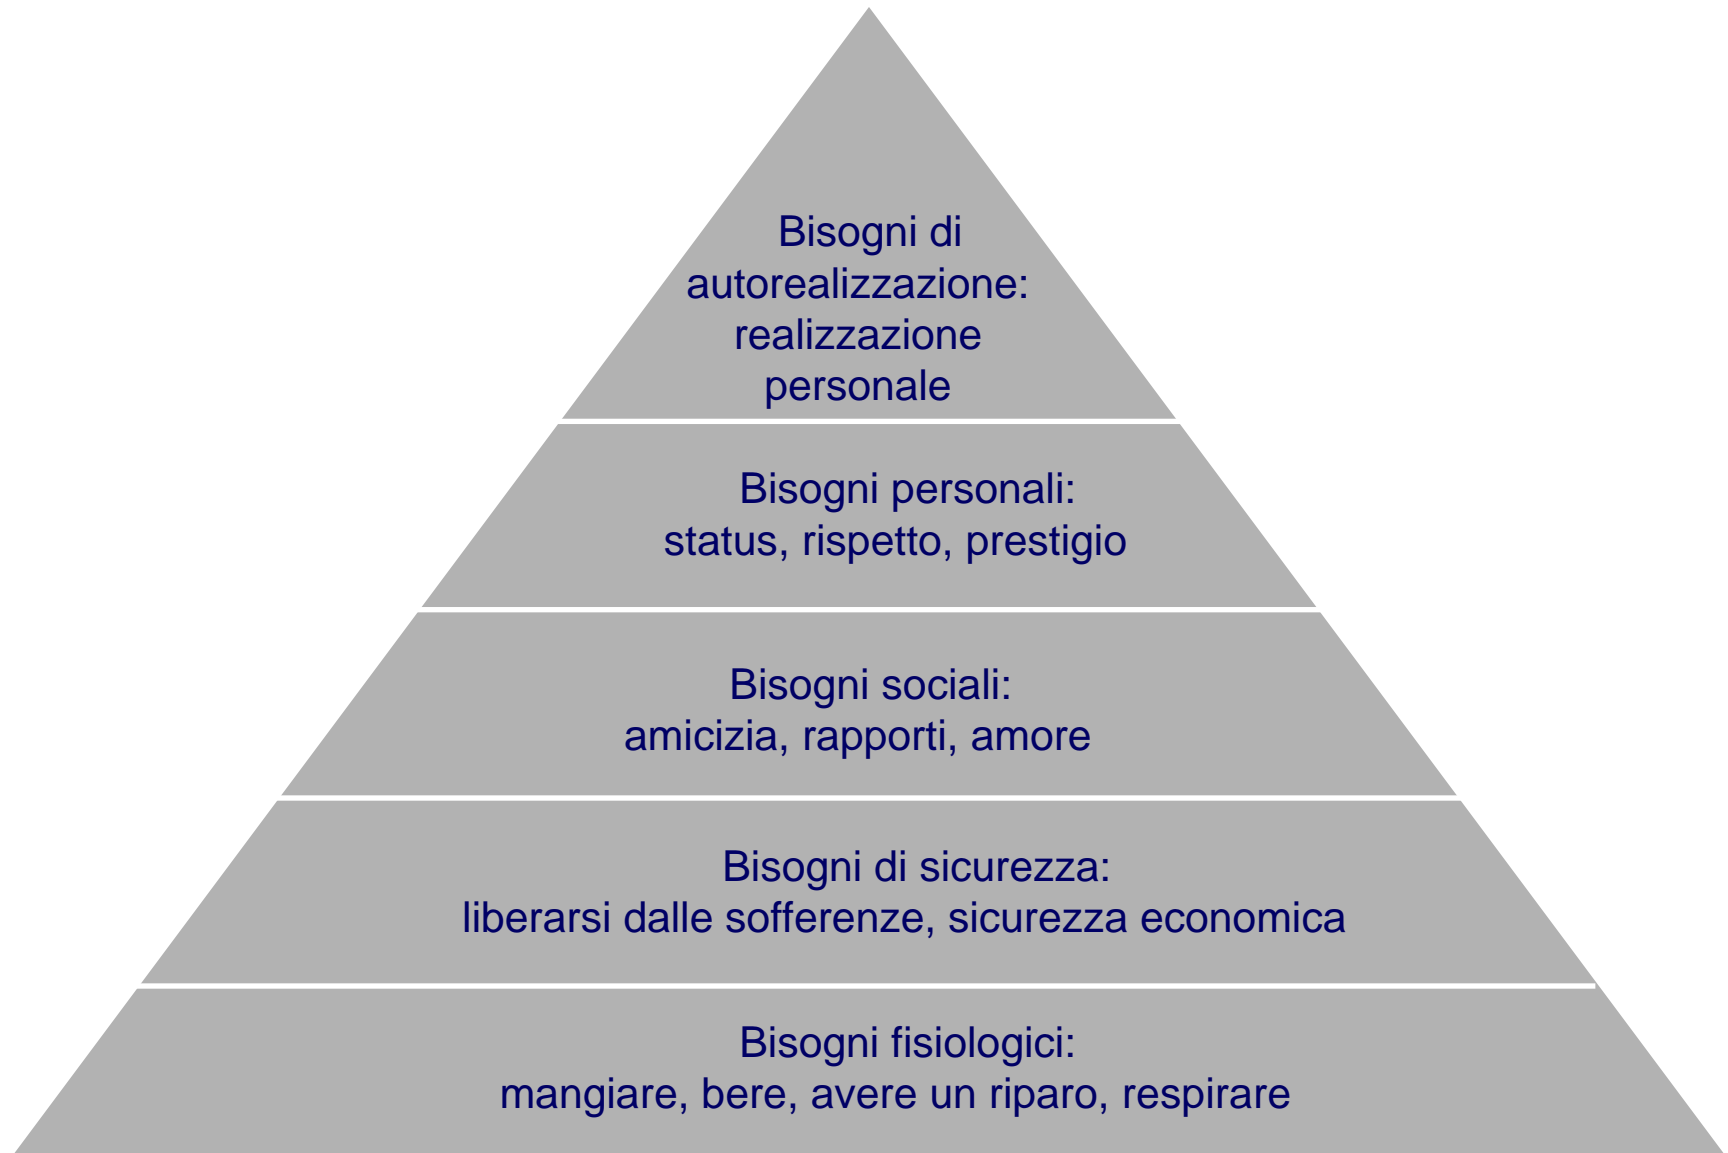 Bisogni di
autorealizzazione:
realizzazione
personale
Bisogni personali:
status, rispetto, prestigio
Bisogni sociali:
amicizia, rapporti, amore
Bisogni di sicurezza:
liberarsi dalle sofferenze, sicurezza economica
Bisogni fisiologici:
mangiare, bere, avere un riparo, respirare